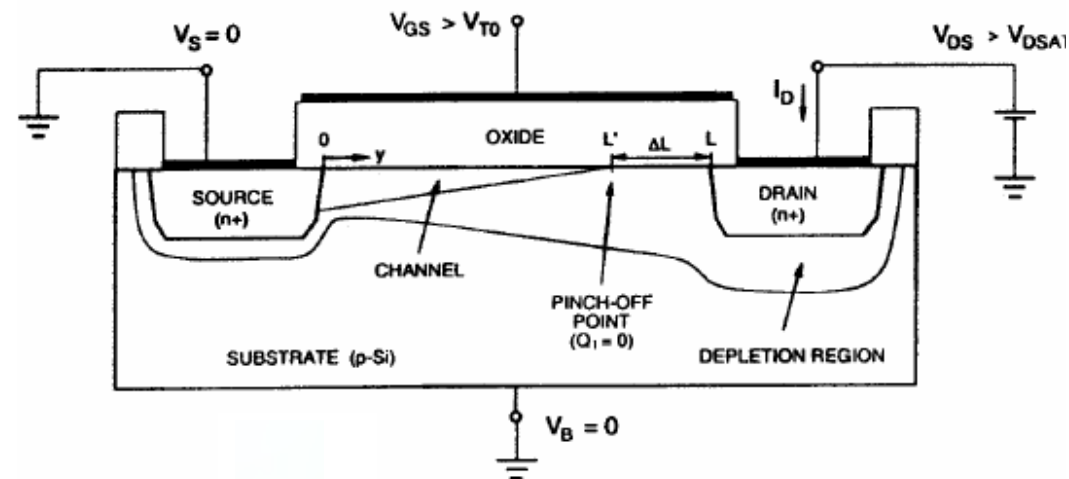 V_S = 0
V_GS > V_T0
V_DS > V_DSAT
I_D
OXIDE
0
y
L'
ΔL
L
SOURCE
(n+)
DRAIN
(n+)
CHANNEL
PINCH-OFF
POINT
(Q_I = 0)
SUBSTRATE (p-Si)
DEPLETION REGION
V_B = 0